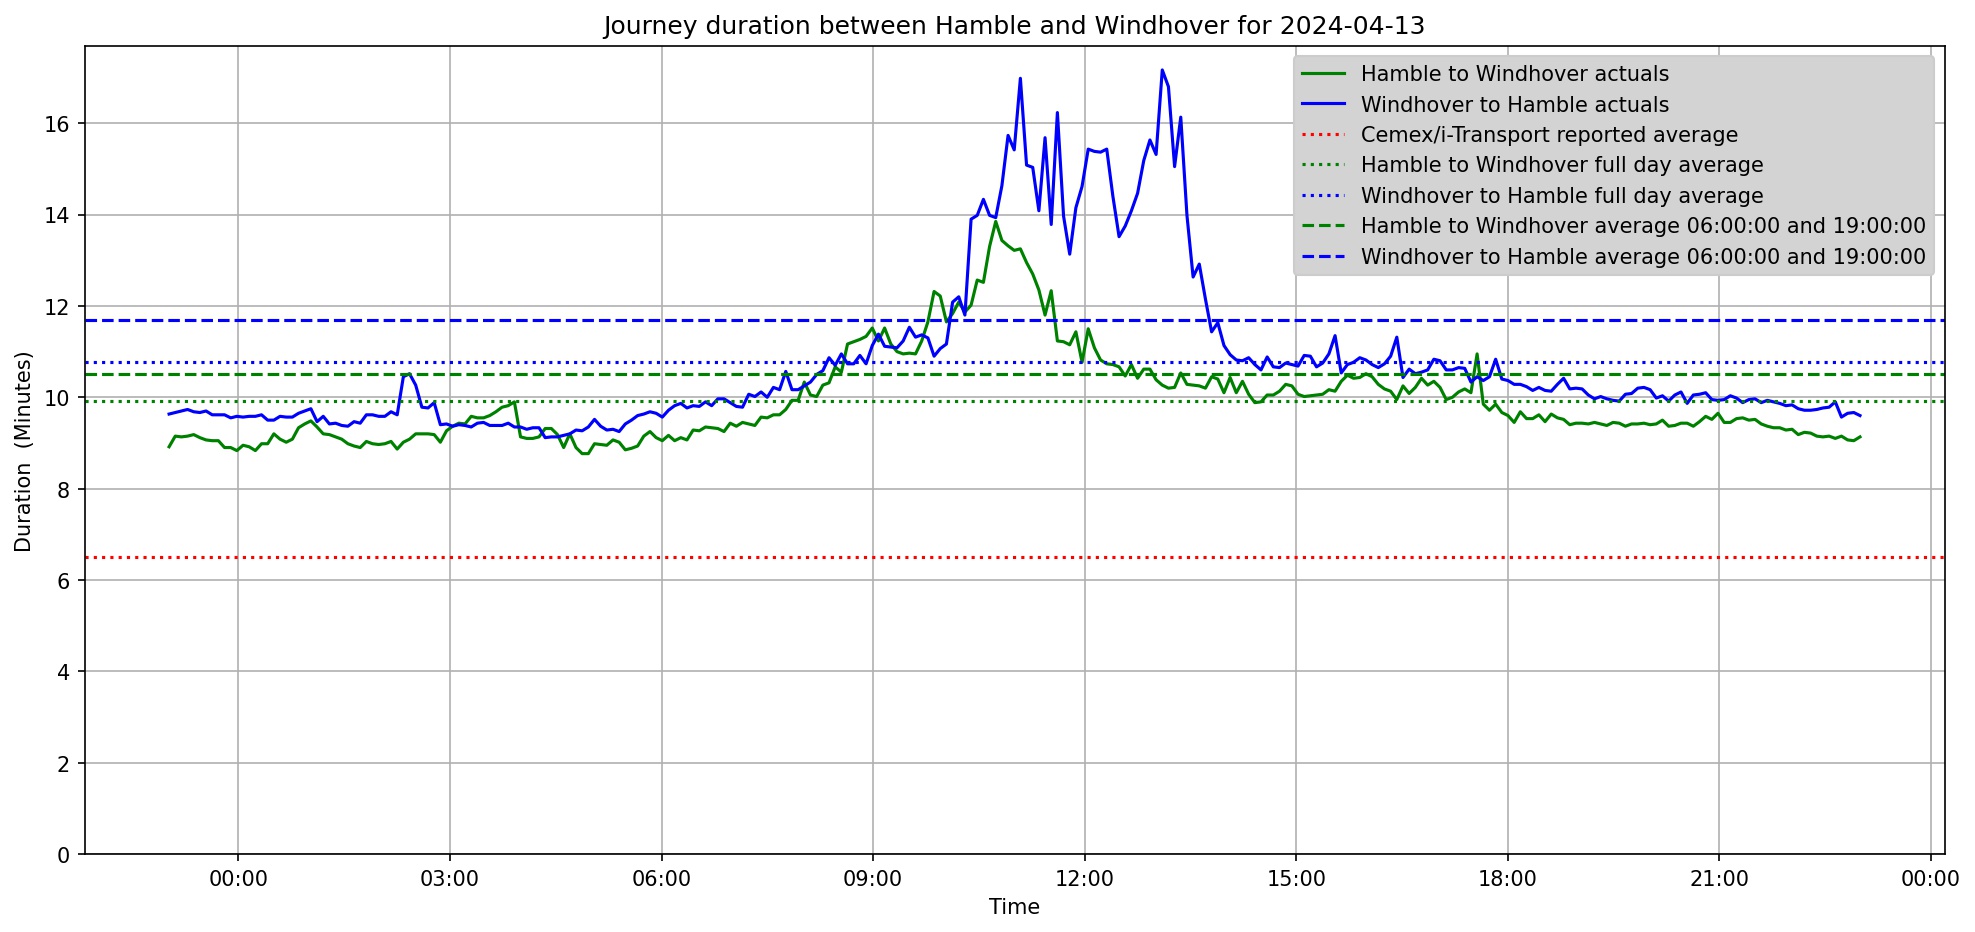 Journey duration between Hamble and Windhover for 2024-04-13
Hamble to Windhover actuals
Windhover to Hamble actuals
Cemex/i-Transport reported average
Hamble to Windhover full day average
Windhover to Hamble full day average
Hamble to Windhover average 06:00:00 and 19:00:00
Windhover to Hamble average 06:00:00 and 19:00:00
Duration (Minutes)
16
14
12
10
8
6
4
2
0
00:00 03:00 06:00 09:00 12:00 15:00 18:00 21:00 00:00
Time